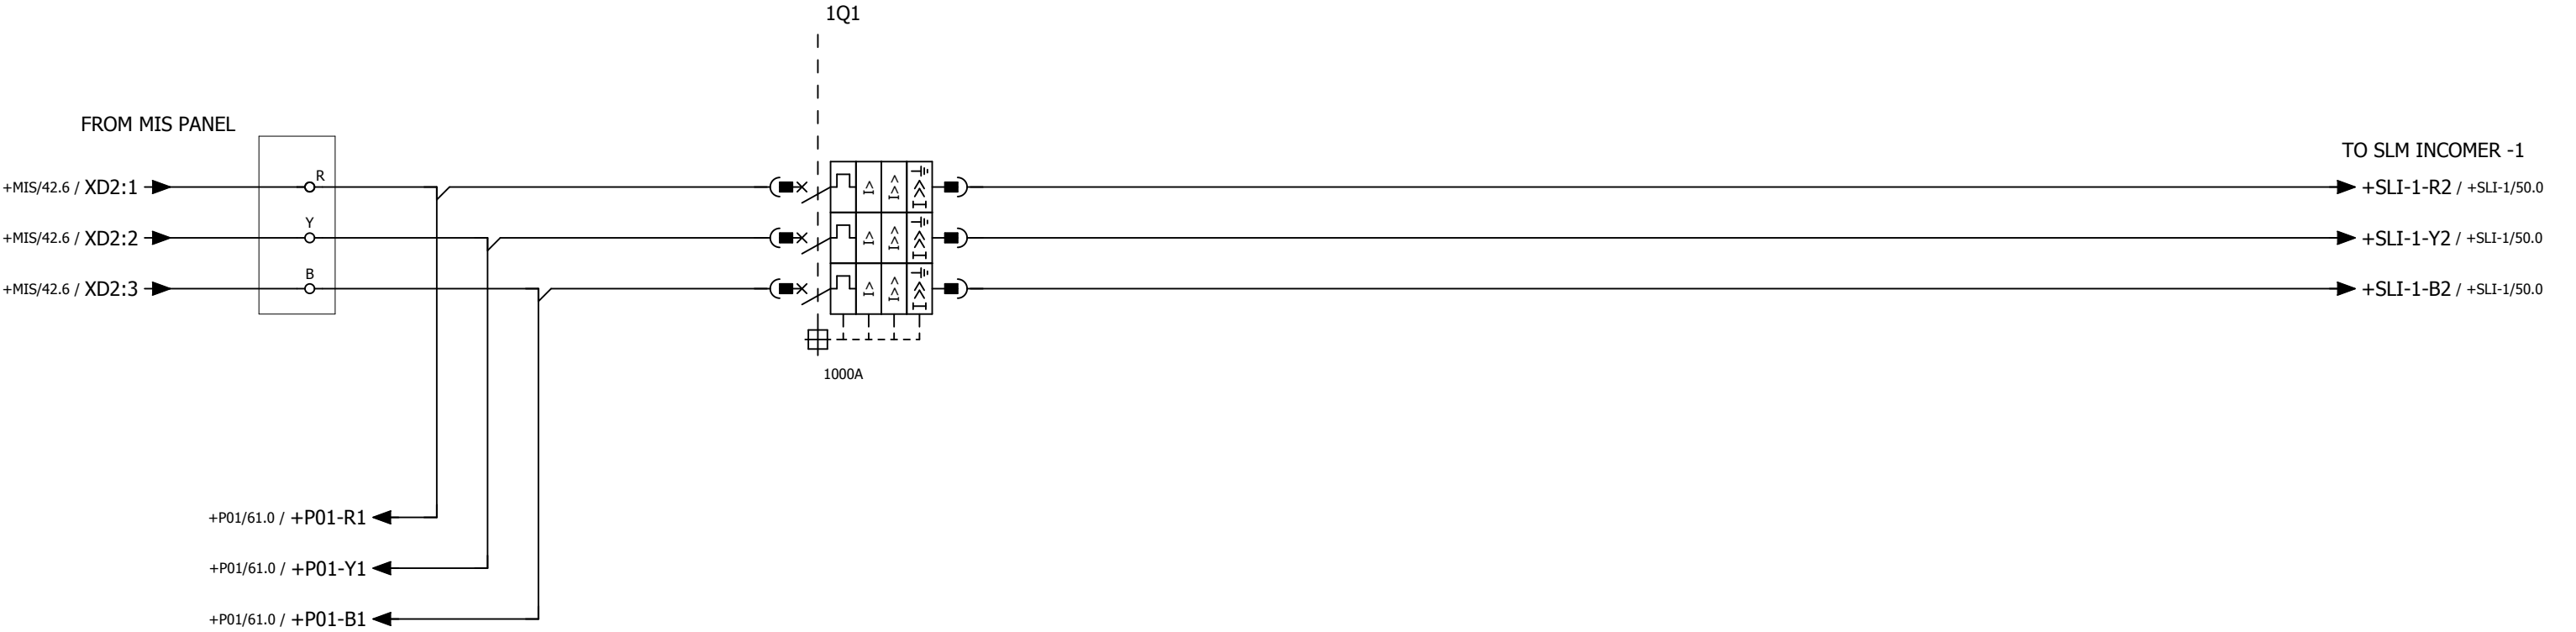 1Q1
FROM MIS PANEL
TO SLM INCOMER -1
+MIS/42.6 / XD2:1
R
I>
I>>
I>>
+SLI-1-R2 / +SLI-1/50.0
+MIS/42.6 / XD2:2
Y
I>
I>>
I>>
+SLI-1-Y2 / +SLI-1/50.0
+MIS/42.6 / XD2:3
B
I>
I>>
I>>
+SLI-1-B2 / +SLI-1/50.0
1000A
+P01/61.0 / +P01-R1
+P01/61.0 / +P01-Y1
+P01/61.0 / +P01-B1